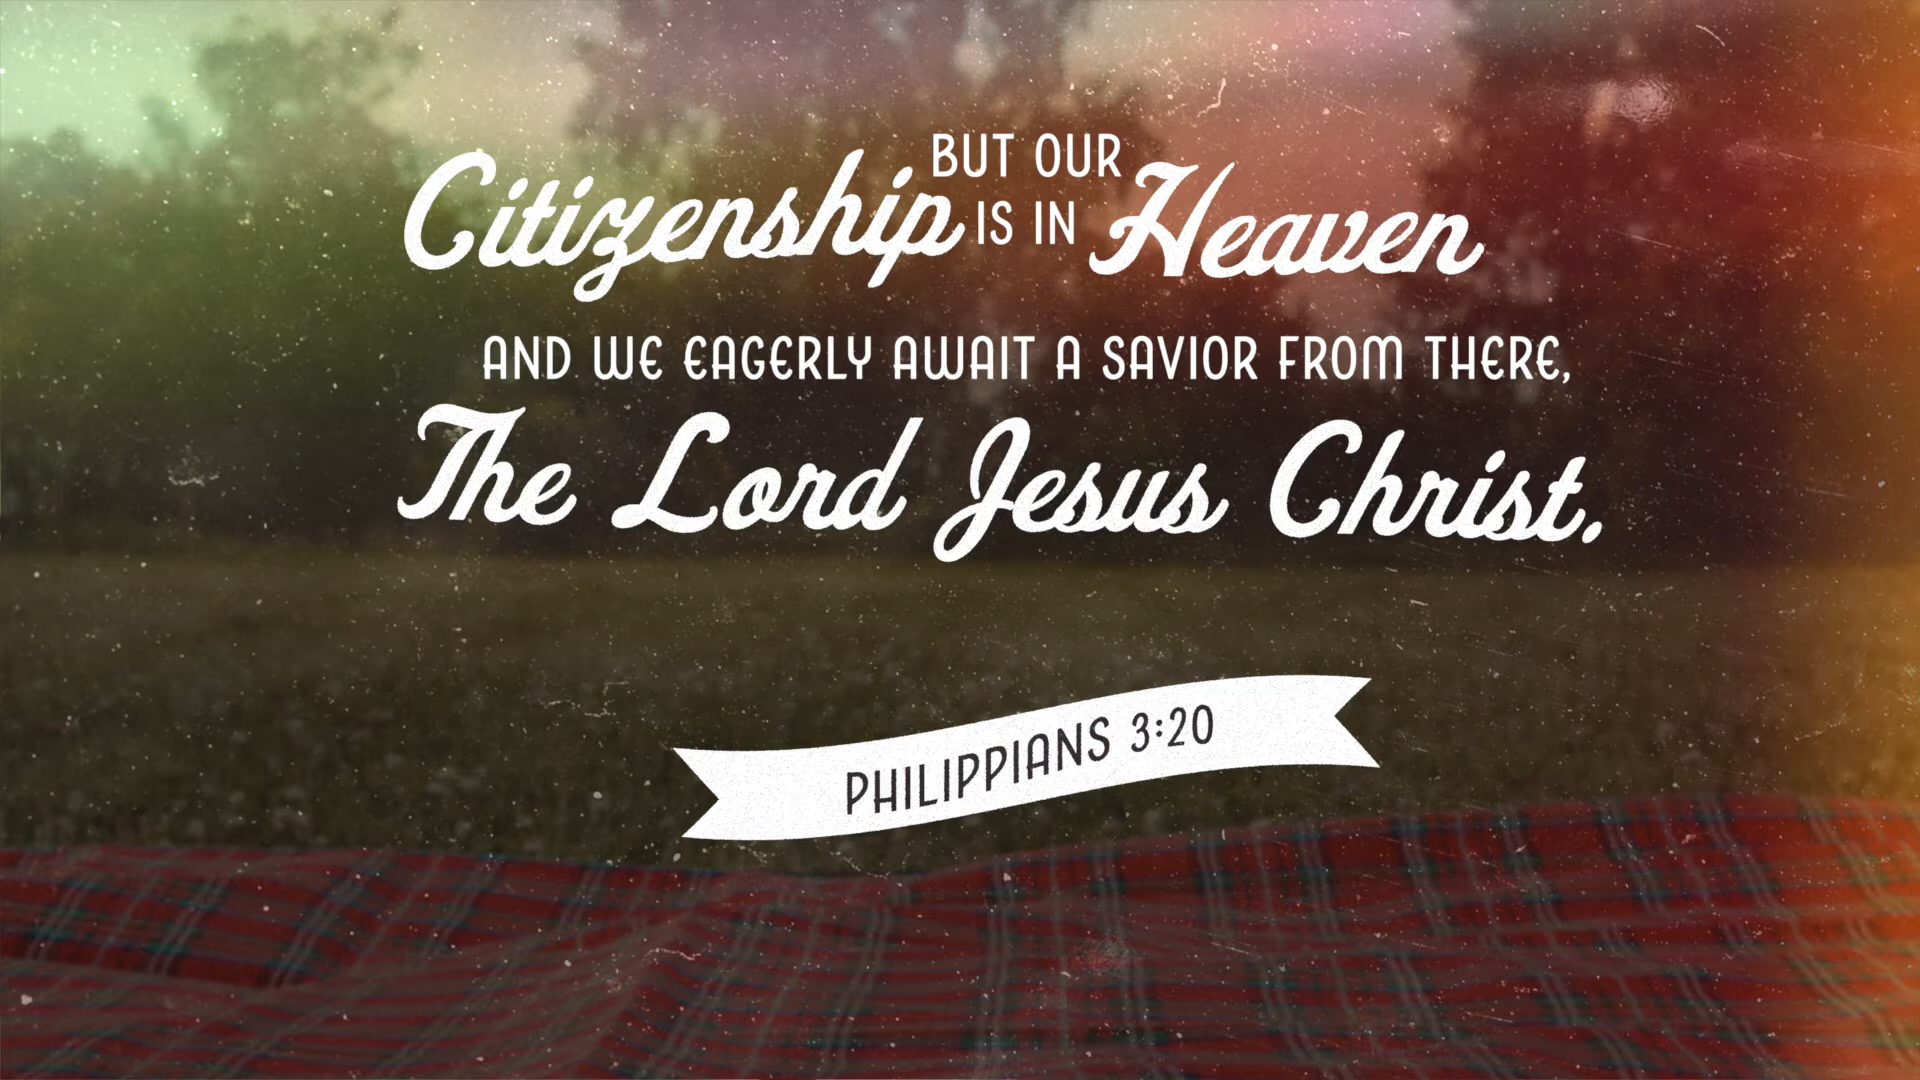 BUT OUR
Citizenship IS IN Heaven
AND WE EAGERLY AWAIT A SAVIOR FROM THERE,
The Lord Jesus Christ.
PHILIPPIANS 3:20